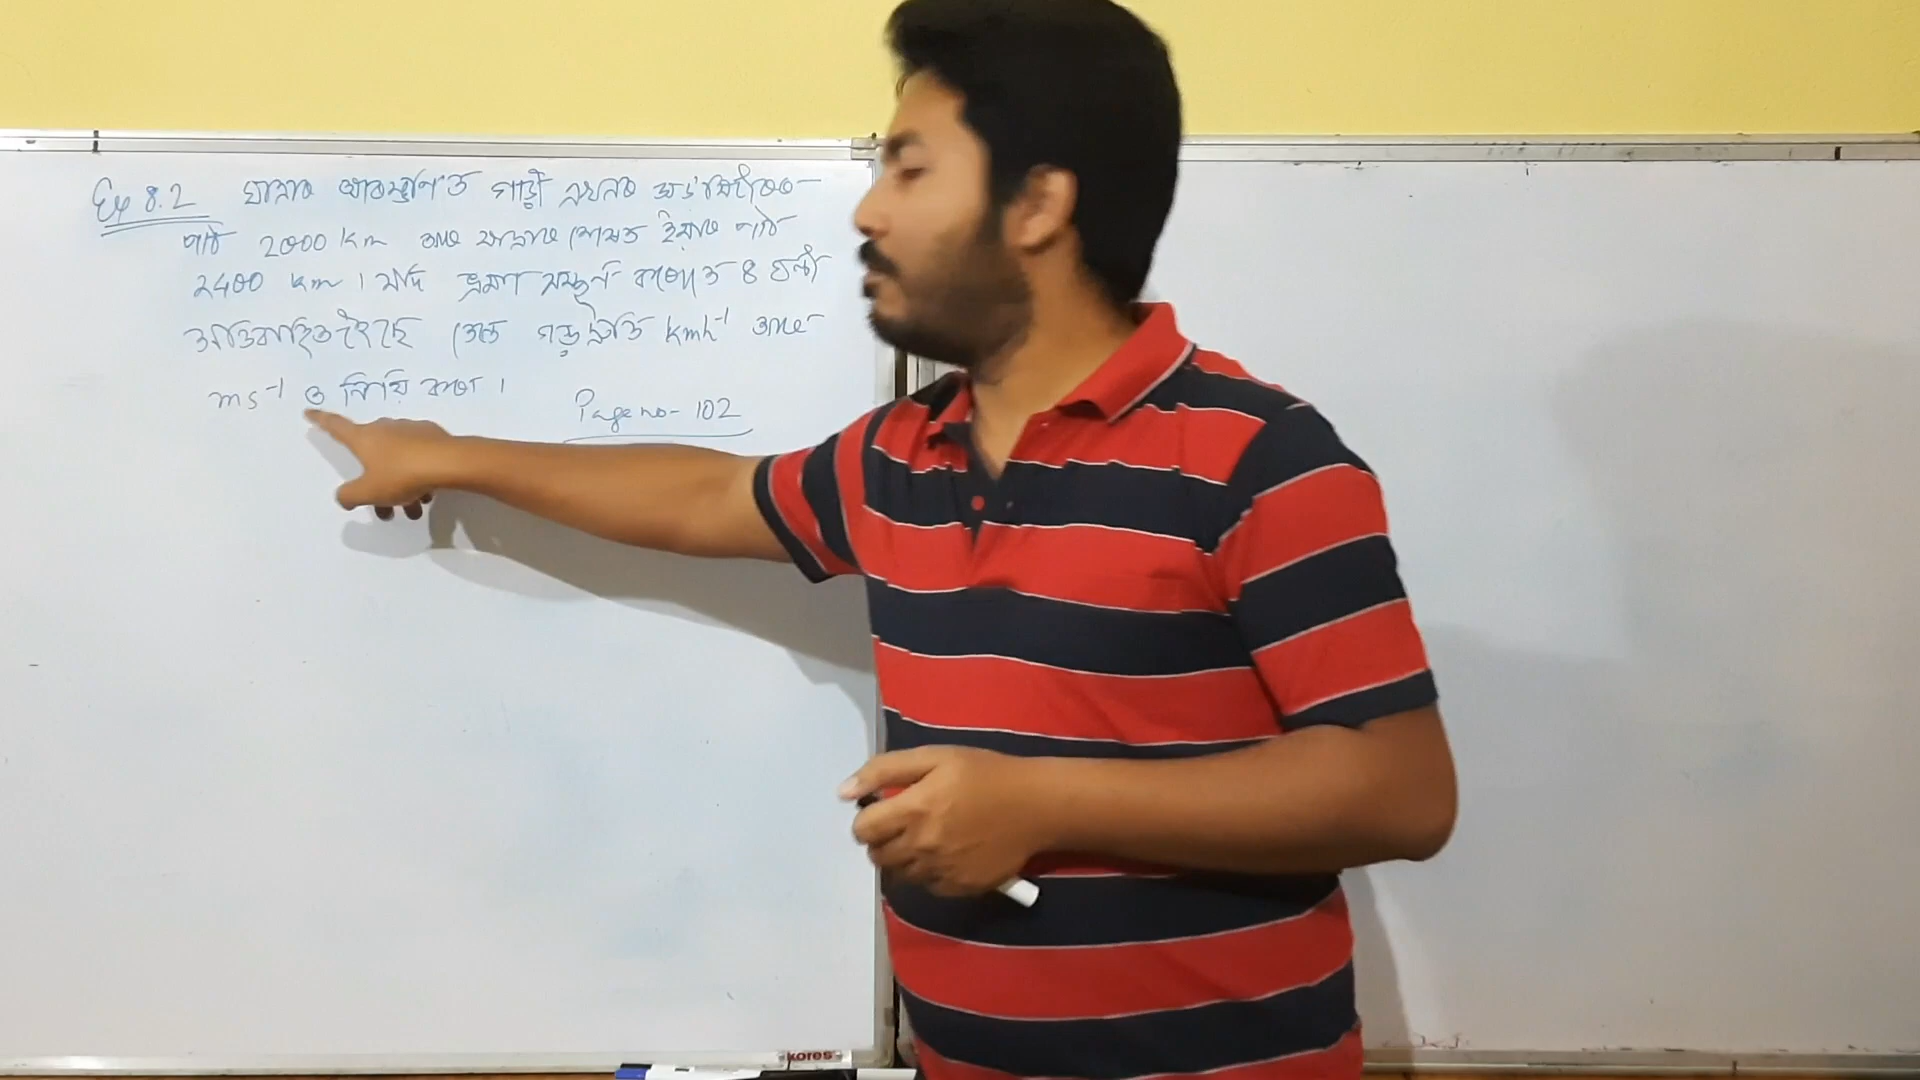 Ex 8.2 যাত্ৰাৰ আৰম্ভণিত গাড়ী এখনৰ অড'মিটাৰৰ
পাঠ 2000 km আৰু যাত্ৰাৰ শেষত ইয়াৰ পাঠ
2400 km । যদি ভ্ৰমণ সম্পূৰ্ণ কৰোতে 8 ঘণ্টা
অতিবাহিত হৈছে তেন্তে গড় দ্ৰুতি kmh⁻¹ আৰু
ms⁻¹ ত নিৰ্ণয় কৰা ।
Page no - 102
kores